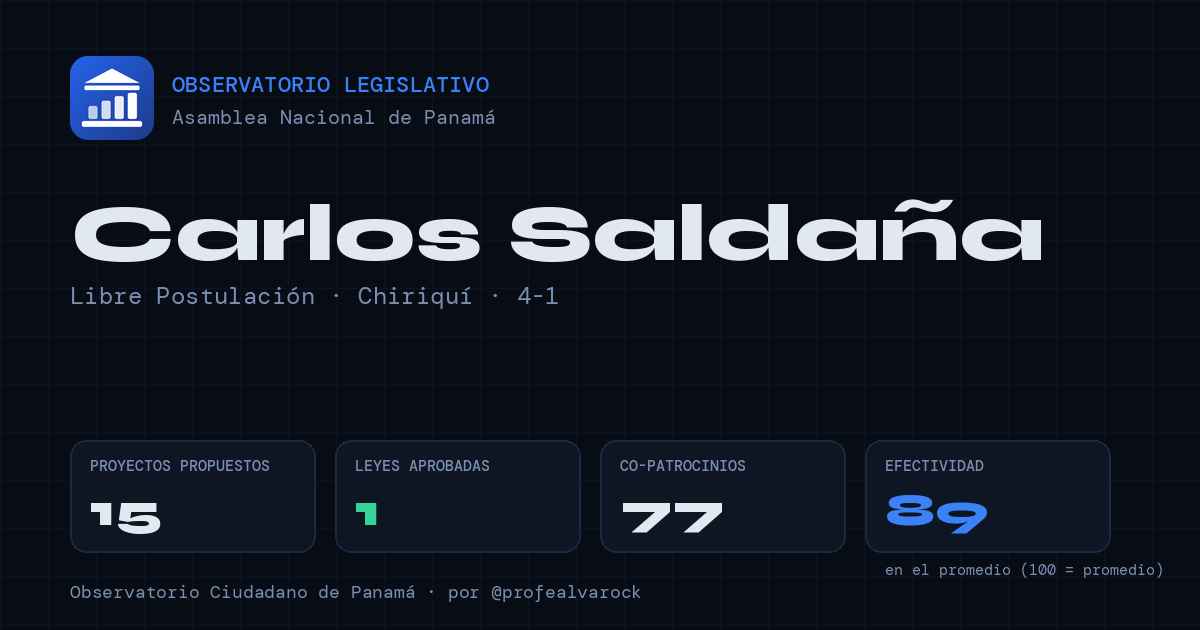 OBSERVATORIO LEGISLATIVO
Asamblea Nacional de Panamá
Carlos Saldaña
Libre Postulación · Chiriquí · 4-1
PROYECTOS PROPUESTOS
15
LEYES APROBADAS
1
CO-PATROCINIOS
77
EFECTIVIDAD
89
en el promedio (100 = promedio)
Observatorio Ciudadano de Panamá · por @profealvarock